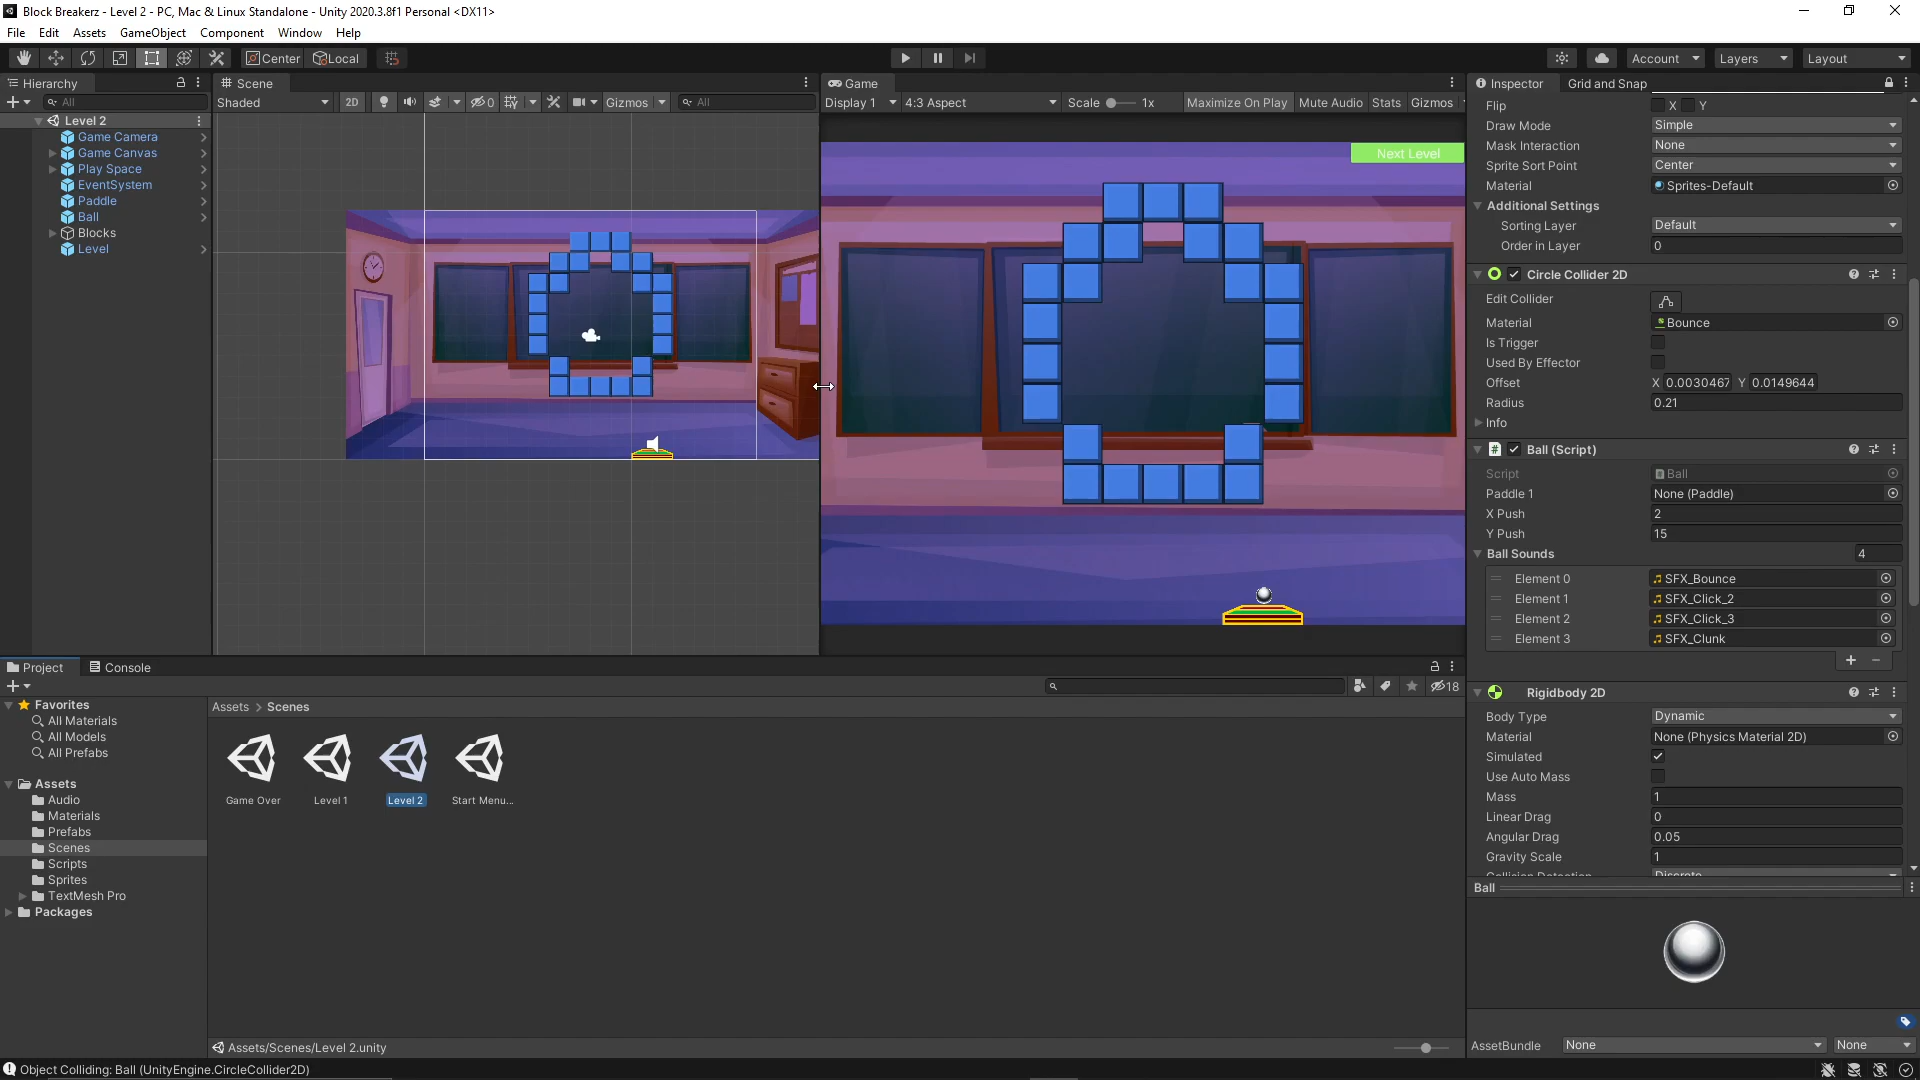 Block Breakerz - Level 2 - PC, Mac & Linux Standalone - Unity 2020.3.8f1 Personal <DX11>
File Edit Assets GameObject Component Window Help
Center Local Account Layers Layout
Hierarchy Scene Game Inspector Grid and Snap
All Shaded 2D 0 Gizmos All Display 1 4:3 Aspect Scale 1x Maximize On Play Mute Audio Stats Gizmos
Level 2
Game Camera
Game Canvas
Play Space
EventSystem
Paddle
Ball
Blocks
Level
Next Level
Flip X Y
Draw Mode Simple
Mask Interaction None
Sprite Sort Point Center
Material Sprites-Default
Additional Settings
Sorting Layer Default
Order in Layer 0
Circle Collider 2D
Edit Collider
Material Bounce
Is Trigger
Used By Effector
Offset X 0.0030467 Y 0.0149644
Radius 0.21
Info
Ball (Script)
Script Ball
Paddle 1 None (Paddle)
X Push 2
Y Push 15
Ball Sounds 4
Element 0 SFX_Bounce
Element 1 SFX_Click_2
Element 2 SFX_Click_3
Element 3 SFX_Clunk
Rigidbody 2D
Body Type Dynamic
Material None (Physics Material 2D)
Simulated
Use Auto Mass
Mass 1
Linear Drag 0
Angular Drag 0.05
Gravity Scale 1
Collision Detection Discrete
Ball
AssetBundle None None
Project Console
18
Favorites
All Materials
All Models
All Prefabs
Assets
Audio
Materials
Prefabs
Scenes
Scripts
Sprites
TextMesh Pro
Packages
Assets > Scenes
Game Over Level 1 Level 2 Start Menu...
Assets/Scenes/Level 2.unity
Object Colliding: Ball (UnityEngine.CircleCollider2D)